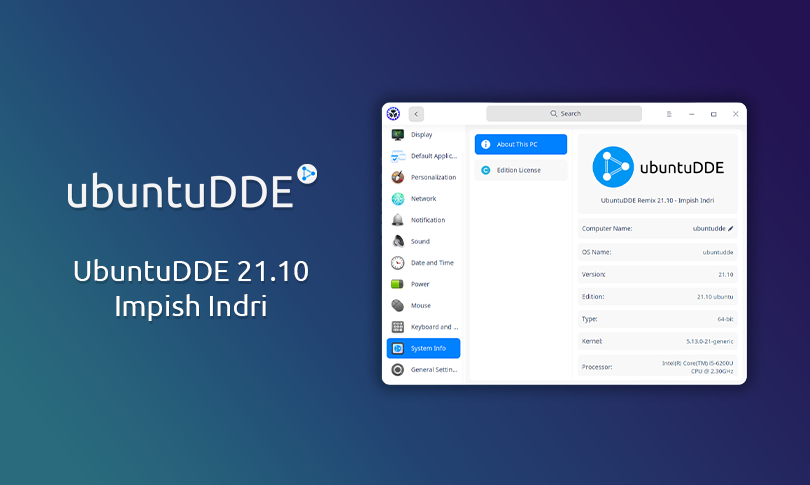 ubuntuDDE
UbuntuDDE 21.10
Impish Indri
Search
Display
Default Applic...
Personalization
Network
Notification
Sound
Date and Time
Power
Mouse
Keyboard and ...
System Info
General Settin...
About This PC
Edition License
ubuntuDDE
UbuntuDDE Remix 21.10 - Impish Indri
Computer Name: ubuntudde
OS Name: ubuntudde
Version: 21.10
Edition: 21.10 ubuntu
Type: 64-bit
Kernel: 5.13.0-21-generic
Processor: Intel(R) Core(TM) i5-6200U
CPU @ 2.30GHz